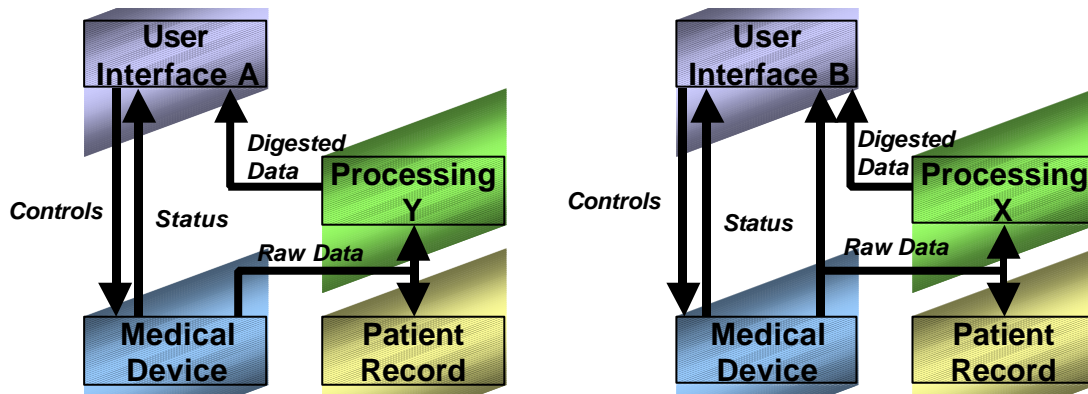 User
Interface A
Digested
Data
Processing
Y
Controls
Status
Raw Data
Medical
Device
Patient
Record
User
Interface B
Digested
Data
Processing
X
Controls
Status
Raw Data
Medical
Device
Patient
Record